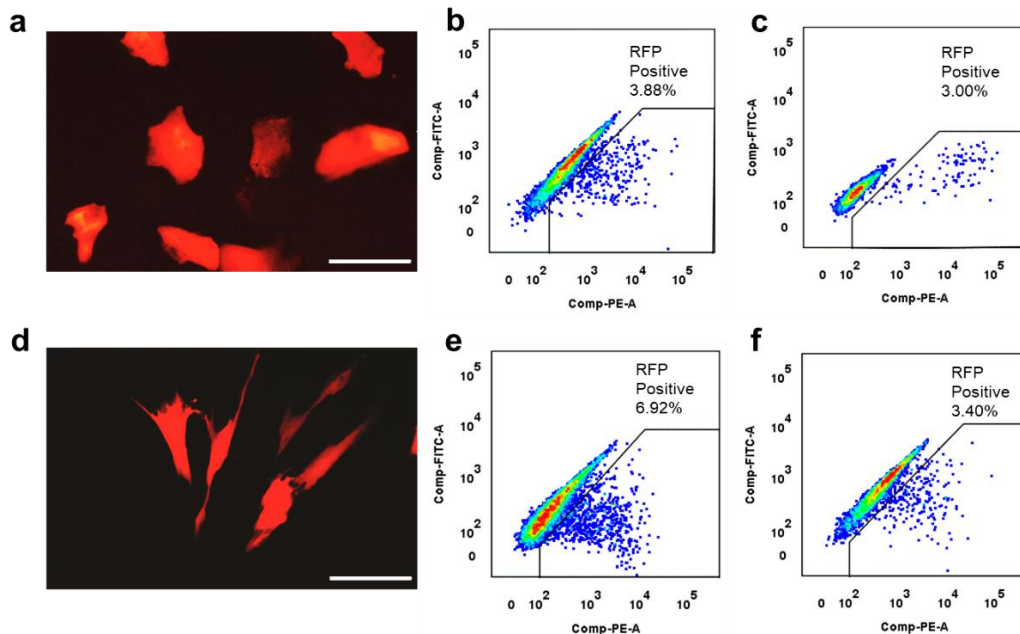 a
b
RFP
Positive
3.88%
10^5
10^4
10^3
10^2
0
Comp-FITC-A
0 10^2 10^3 10^4 10^5
Comp-PE-A
c
RFP
Positive
3.00%
10^5
10^4
10^3
10^2
0
Comp-FITC-A
0 10^2 10^3 10^4 10^5
Comp-PE-A
d
e
RFP
Positive
6.92%
10^5
10^4
10^3
10^2
0
Comp-FITC-A
0 10^2 10^3 10^4 10^5
Comp-PE-A
f
RFP
Positive
3.40%
10^5
10^4
10^3
10^2
0
Comp-FITC-A
0 10^2 10^3 10^4 10^5
Comp-PE-A